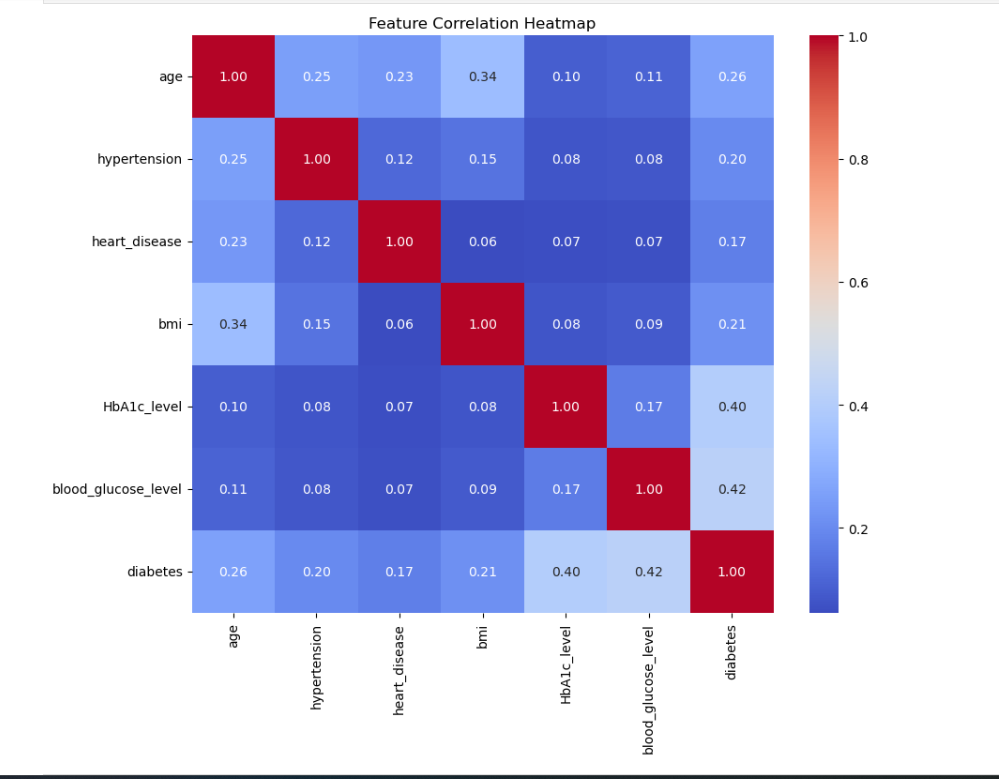 Feature Correlation Heatmap
age 1.00 0.25 0.23 0.34 0.10 0.11 0.26
hypertension 0.25 1.00 0.12 0.15 0.08 0.08 0.20
heart_disease 0.23 0.12 1.00 0.06 0.07 0.07 0.17
bmi 0.34 0.15 0.06 1.00 0.08 0.09 0.21
HbA1c_level 0.10 0.08 0.07 0.08 1.00 0.17 0.40
blood_glucose_level 0.11 0.08 0.07 0.09 0.17 1.00 0.42
diabetes 0.26 0.20 0.17 0.21 0.40 0.42 1.00
age
hypertension
heart_disease
bmi
HbA1c_level
blood_glucose_level
diabetes
1.0
0.8
0.6
0.4
0.2